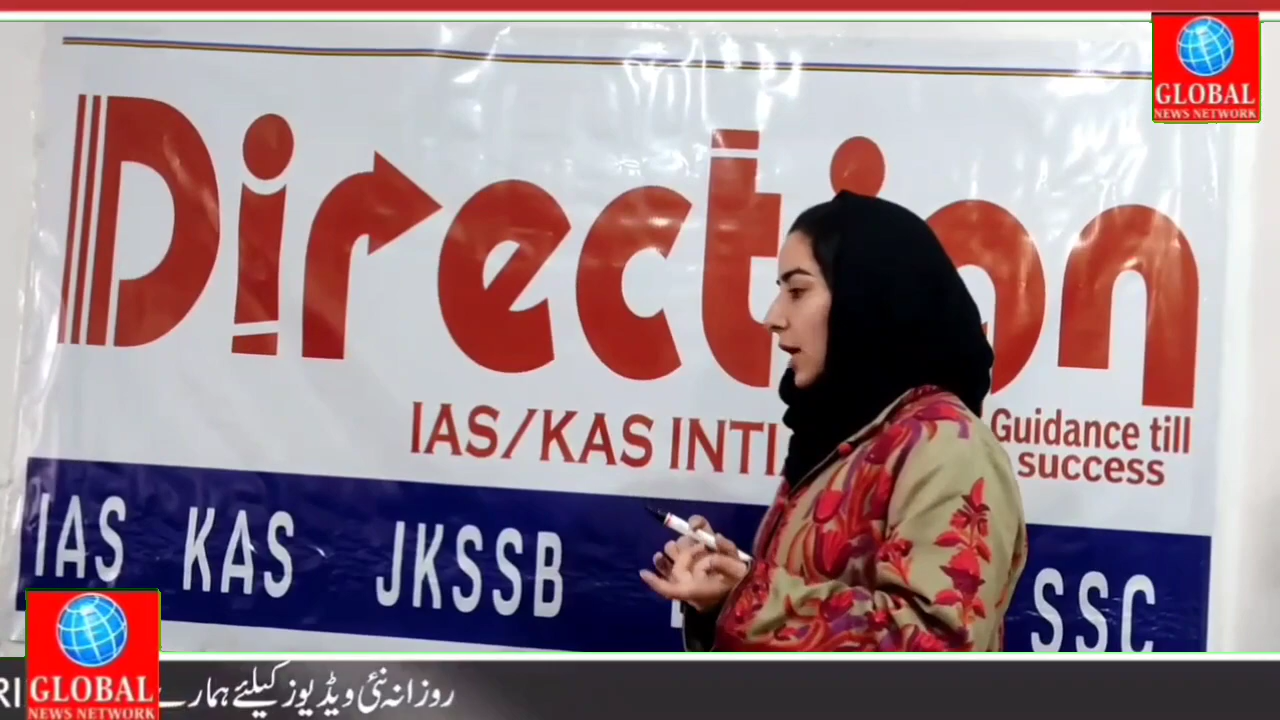 GLOBAL
NEWS NETWORK
Direction
IAS/KAS
Guidance till
success
IAS KAS JKSSB SSC
GLOBAL
NEWS NETWORK
روزانہ نئی ویڈیوز کیلئے ہمارے